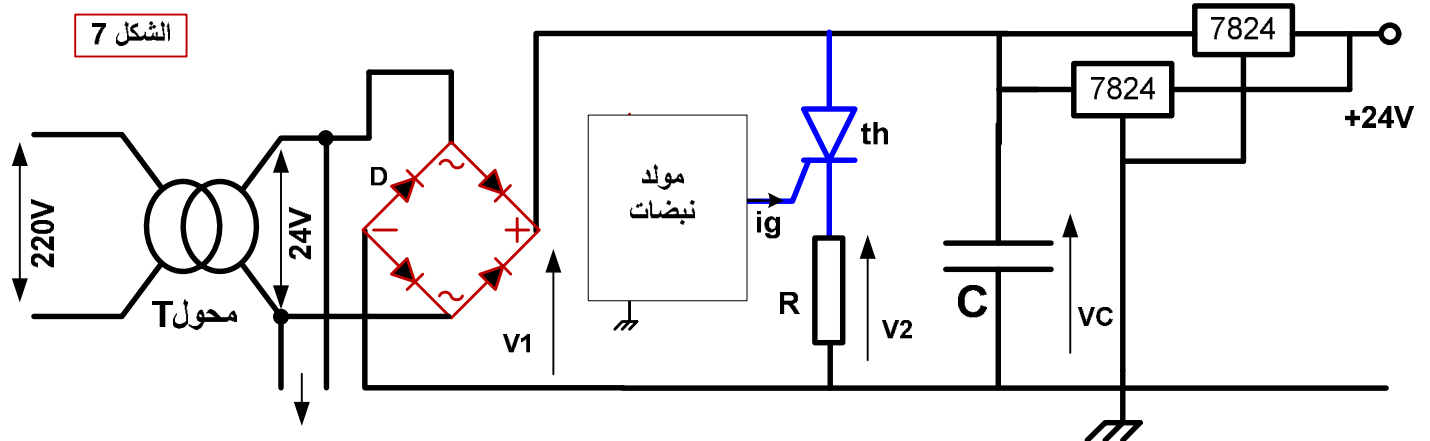 الشكل 7
7824
7824
+24V
th
مولد
نبضات
ig
D
220V
24V
محولT
V1
R
V2
C
VC